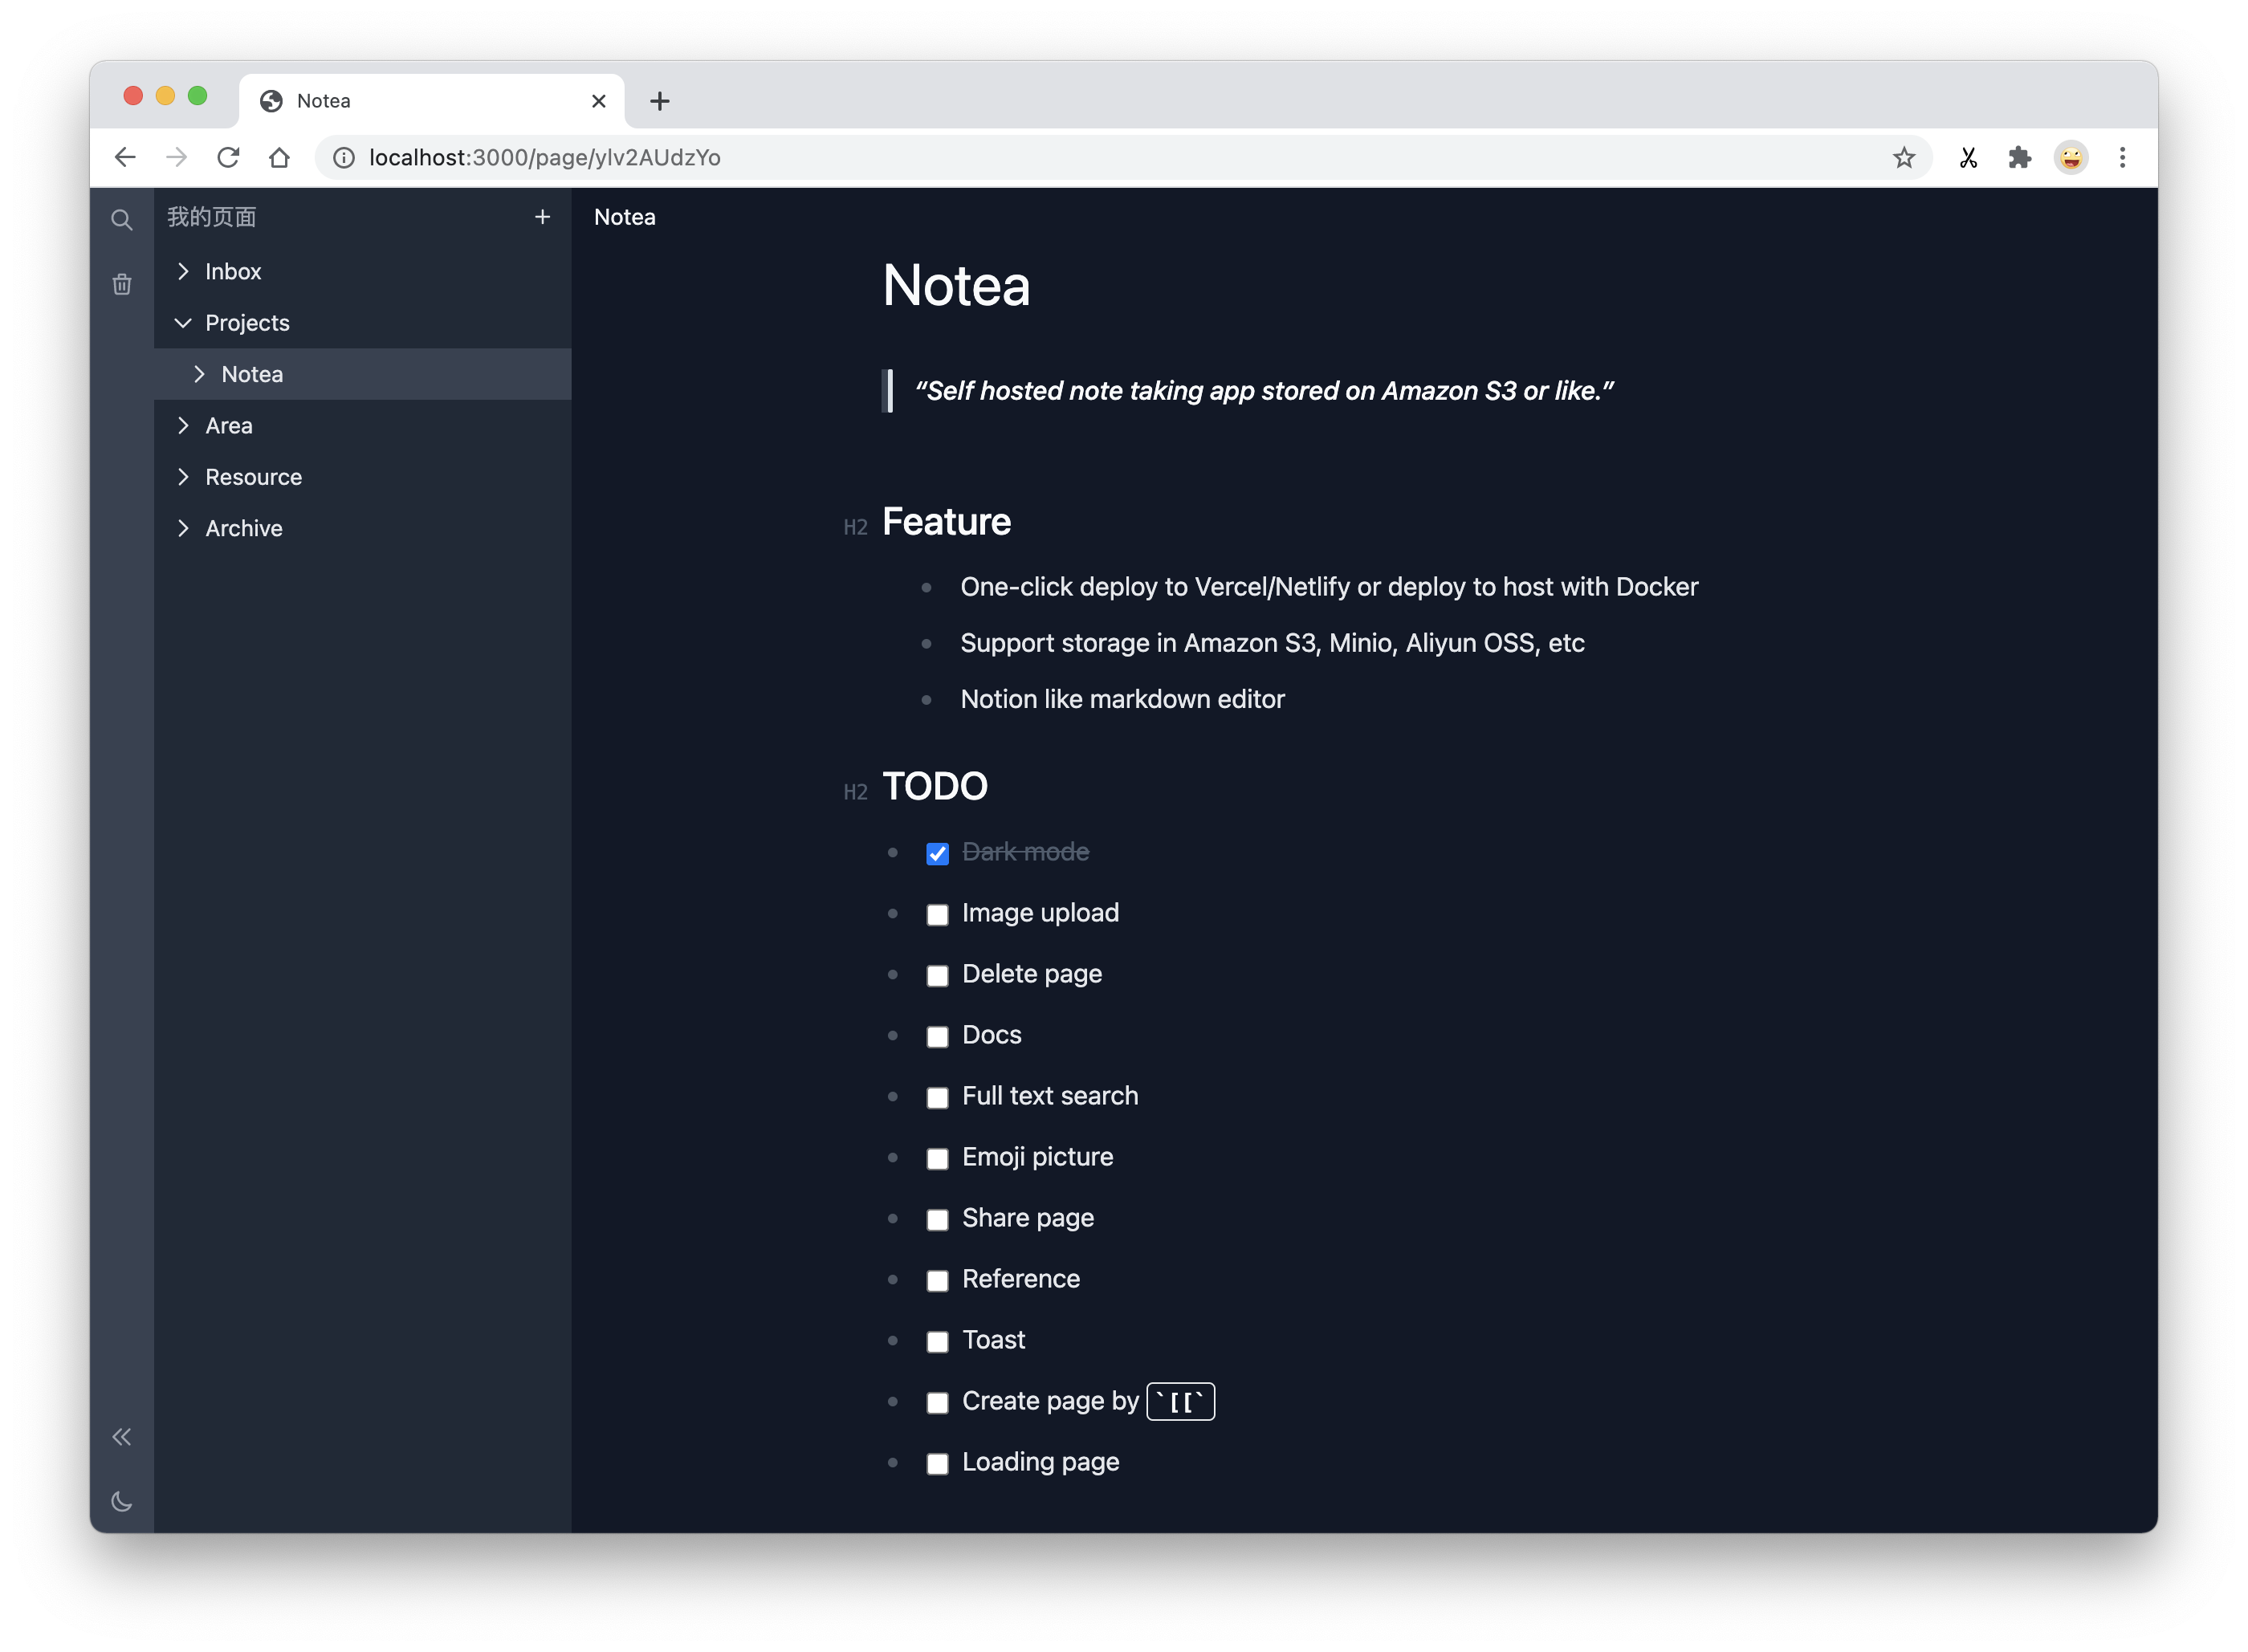 Notea
localhost:3000/page/ylv2AUdzYo
我的页面
Inbox
Projects
Notea
Area
Resource
Archive
Notea
Notea
“Self hosted note taking app stored on Amazon S3 or like.”
H2 Feature
One-click deploy to Vercel/Netlify or deploy to host with Docker
Support storage in Amazon S3, Minio, Aliyun OSS, etc
Notion like markdown editor
H2 TODO
Dark mode
Image upload
Delete page
Docs
Full text search
Emoji picture
Share page
Reference
Toast
Create page by `[[`
Loading page